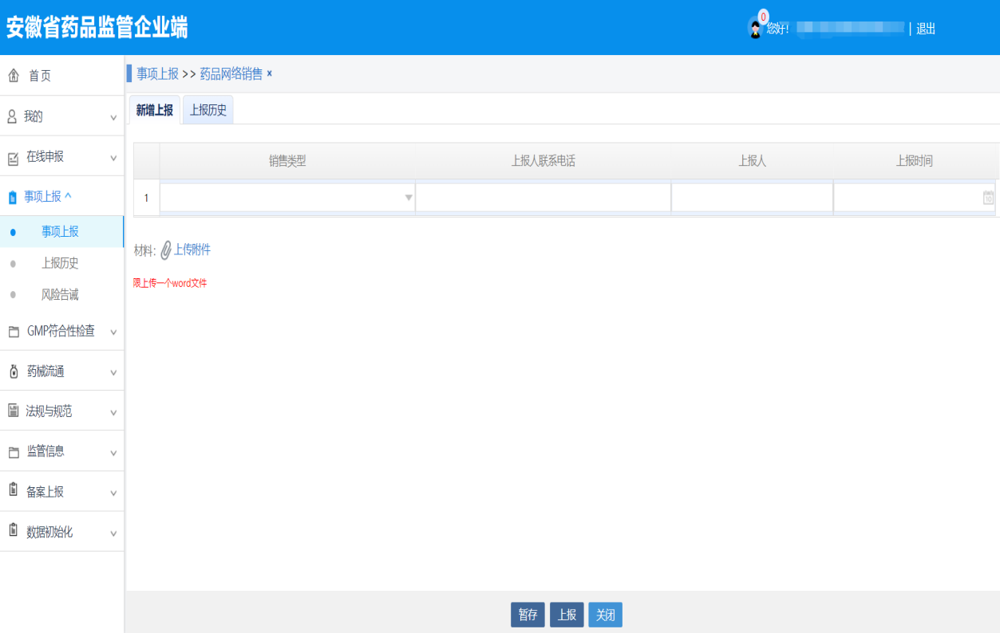 安徽省药品监管企业端
0
您好! | 退出
首页
我的
在线申报
事项上报
事项上报
上报历史
风险告诫
GMP符合性检查
药械流通
法规与规范
监管信息
备案上报
数据初始化
事项上报 >> 药品网络销售 x
新增上报 上报历史
销售类型 上报人联系电话 上报人 上报时间
1
10
材料: 上传附件
限上传一个word文件
暂存 上报 关闭